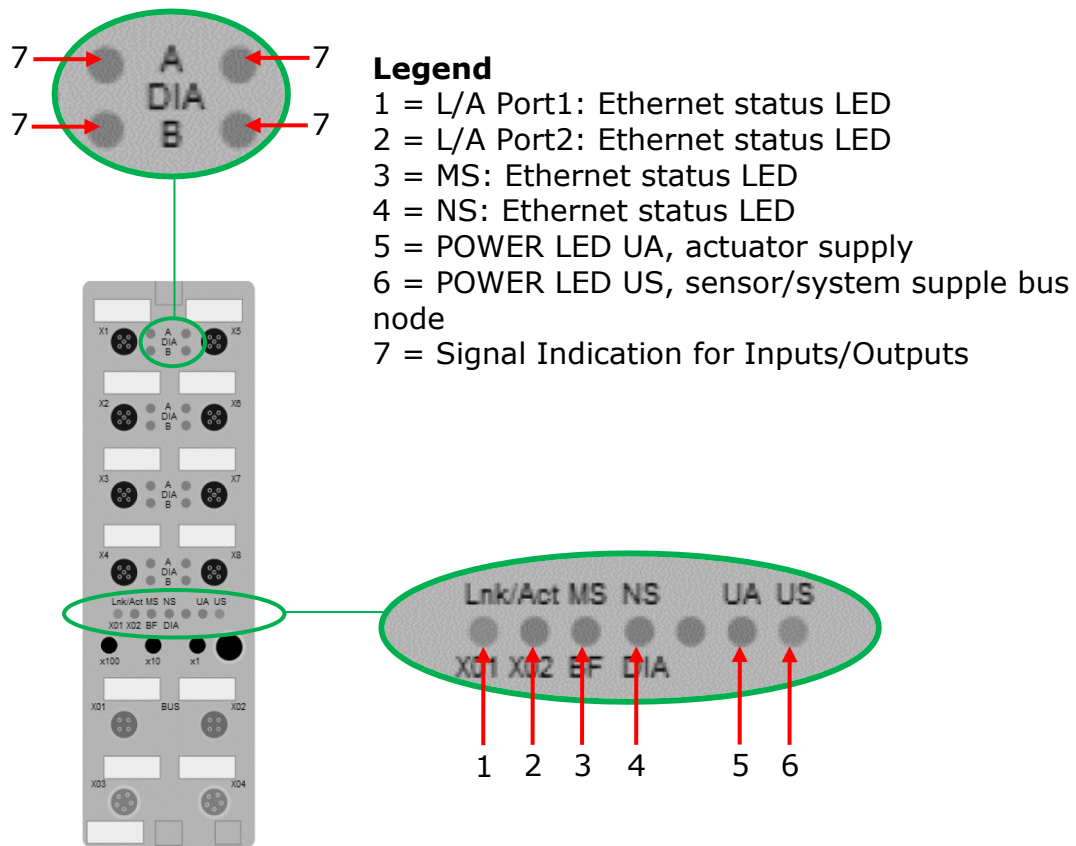 7
A
7
DIA
7
B
7
Legend
1 = L/A Port1: Ethernet status LED
2 = L/A Port2: Ethernet status LED
3 = MS: Ethernet status LED
4 = NS: Ethernet status LED
5 = POWER LED UA, actuator supply
6 = POWER LED US, sensor/system supple bus
node
7 = Signal Indication for Inputs/Outputs
X1 A X5
DIA
B
X2 A X6
DIA
B
X3 A X7
DIA
B
X4 A X8
DIA
B
Lnk/Act MS NS UA US
X01 X02 BF DIA
x100 x10 x1
X01 BUS X02
X03 X04
Lnk/Act MS NS UA US
X01 X02 BF DIA
1 2 3 4 5 6